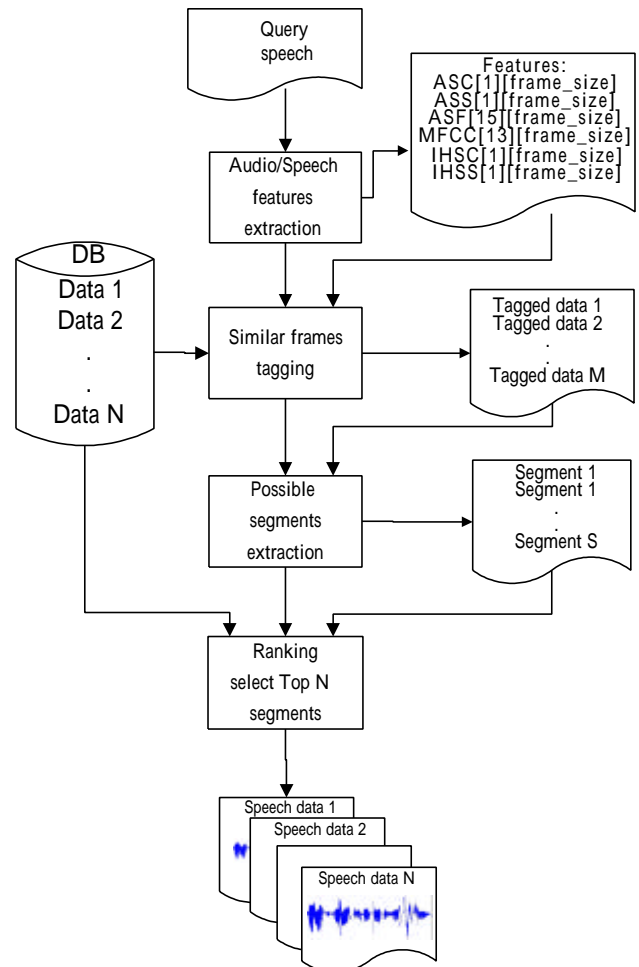 Query
speech
Features:
ASC[1][frame_size]
ASS[1][frame_size]
ASF[15][frame_size]
MFCC[13][frame_size]
IHSC[1][frame_size]
IHSS[1][frame_size]
Audio/Speech
features
extraction
DB
Data 1
Data 2
.
.
Data N
Similar frames
tagging
Tagged data 1
Tagged data 2
.
.
Tagged data M
Possible
segments
extraction
Segment 1
Segment 1
.
.
Segment S
Ranking
select Top N
segments
Speech data 1
Speech data 2
Speech data N